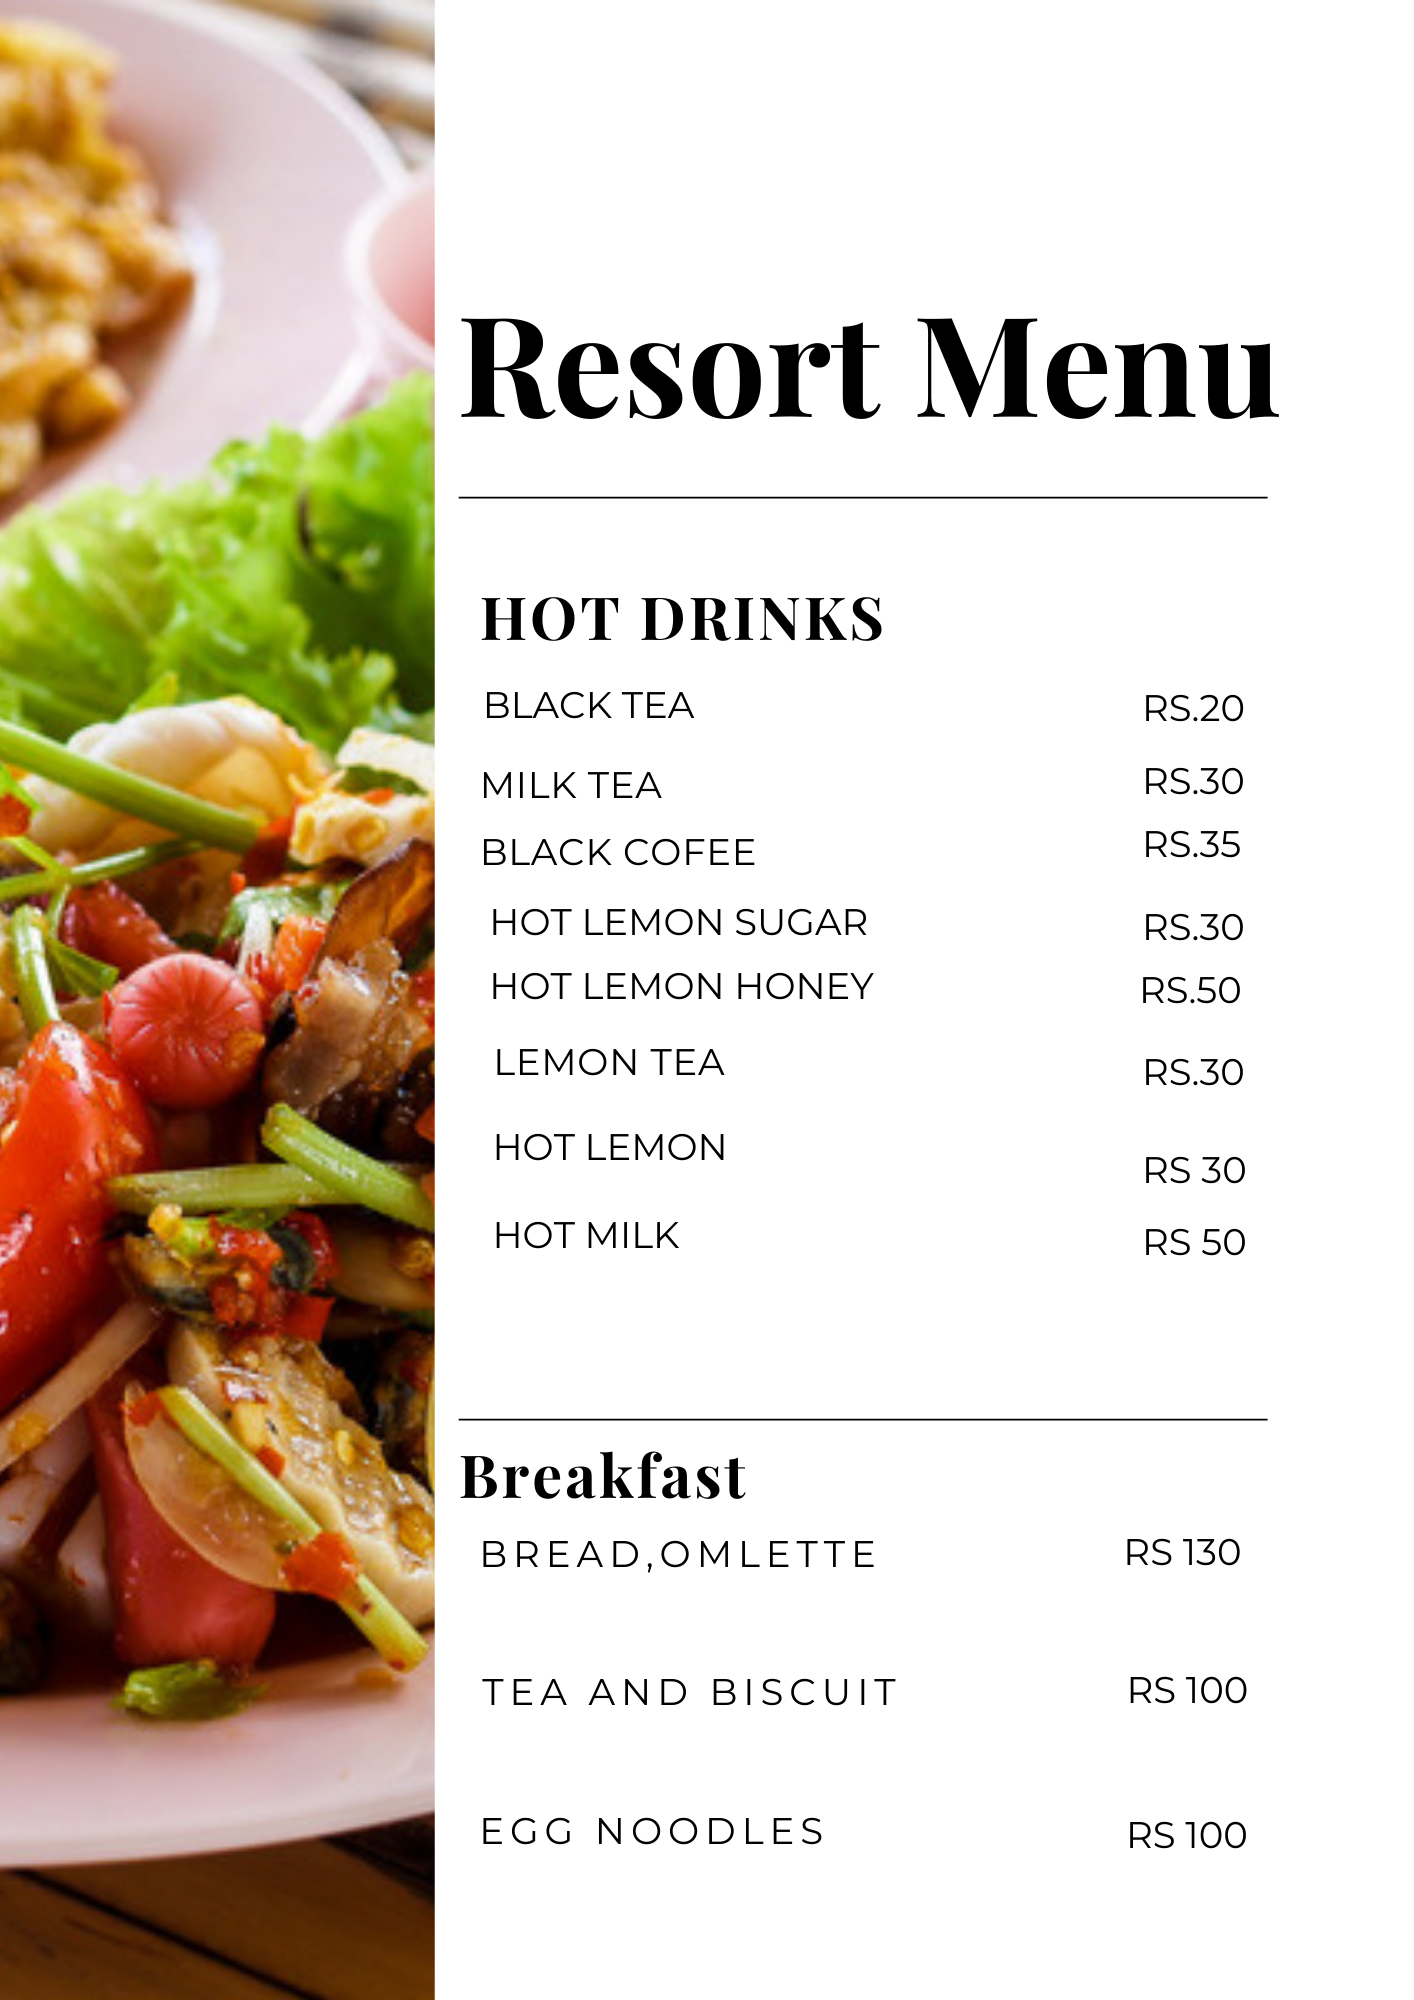 Resort Menu
HOT DRINKS
BLACK TEA RS.20
MILK TEA RS.30
BLACK COFEE RS.35
HOT LEMON SUGAR RS.30
HOT LEMON HONEY RS.50
LEMON TEA RS.30
HOT LEMON RS 30
HOT MILK RS 50
Breakfast
BREAD,OMLETTE RS 130
TEA AND BISCUIT RS 100
EGG NOODLES RS 100